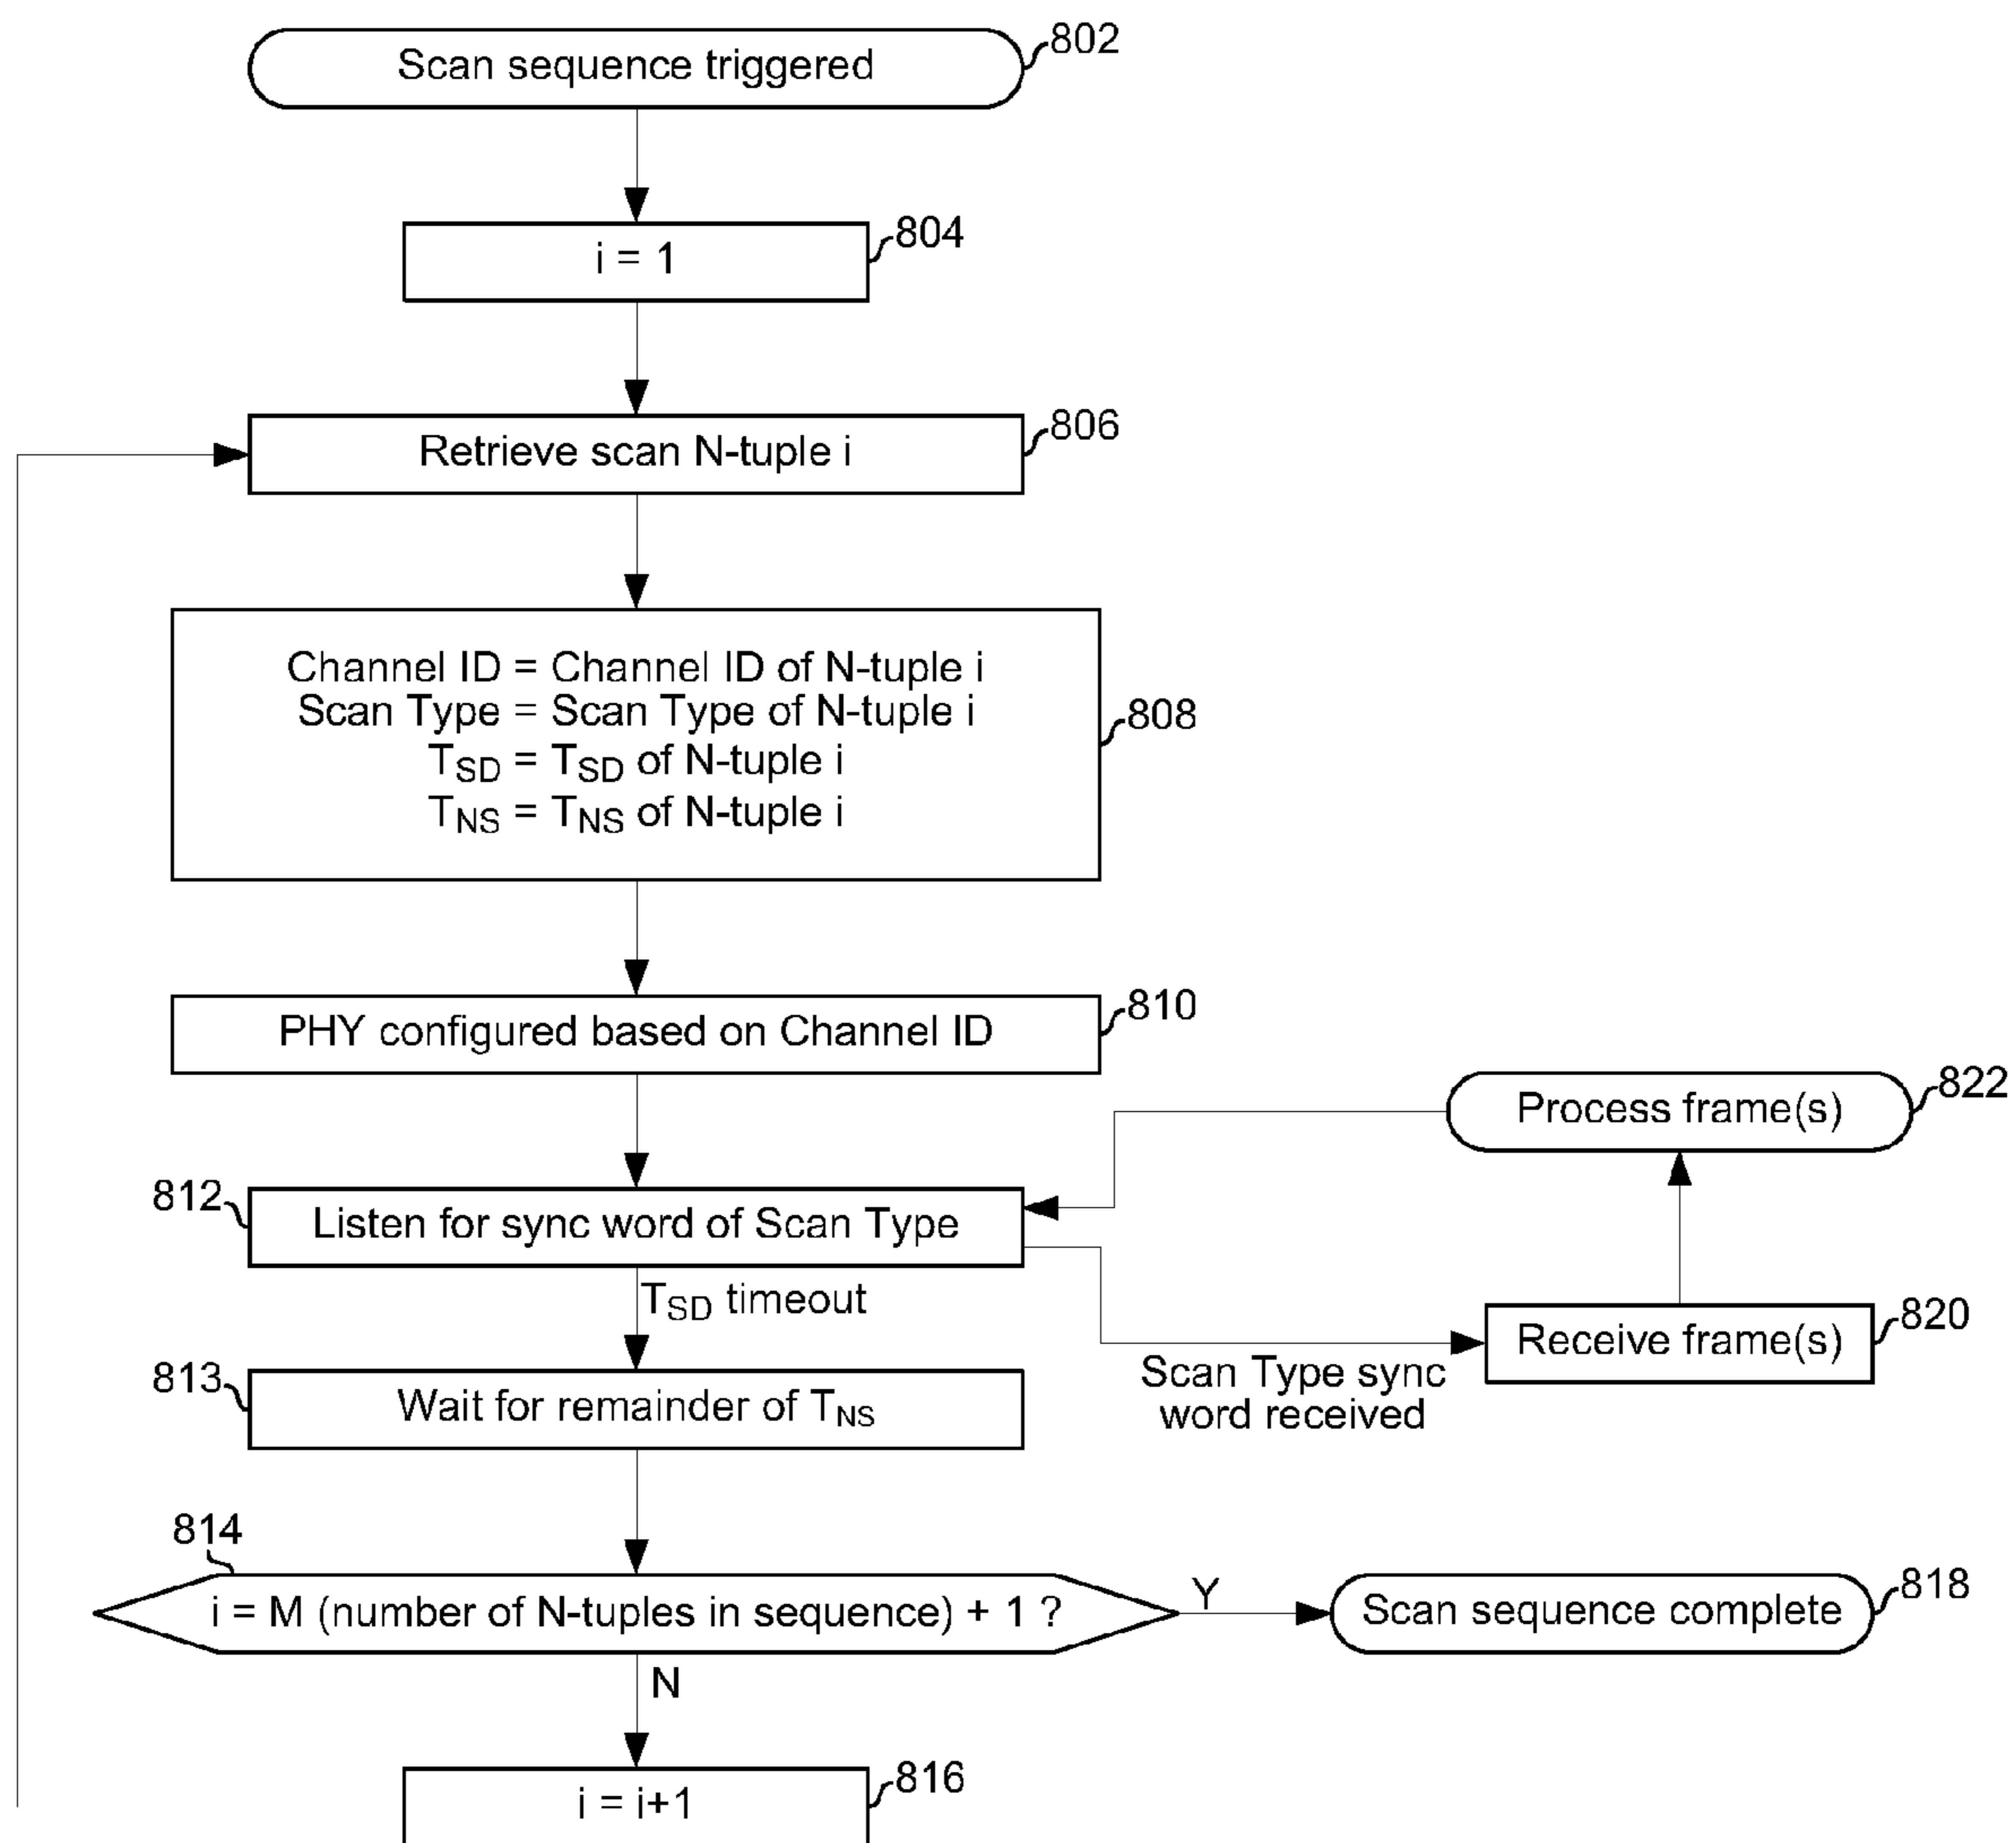 Scan sequence triggered
802
i = 1
804
Retrieve scan N-tuple i
806
Channel ID = Channel ID of N-tuple i
Scan Type = Scan Type of N-tuple i
TSD = TSD of N-tuple i
TNS = TNS of N-tuple i
808
PHY configured based on Channel ID
810
Process frame(s)
822
812
Listen for sync word of Scan Type
TSD timeout
Receive frame(s)
820
Scan Type sync
word received
813
Wait for remainder of TNS
814
i = M (number of N-tuples in sequence) + 1 ?
Y
Scan sequence complete
818
N
i = i+1
816